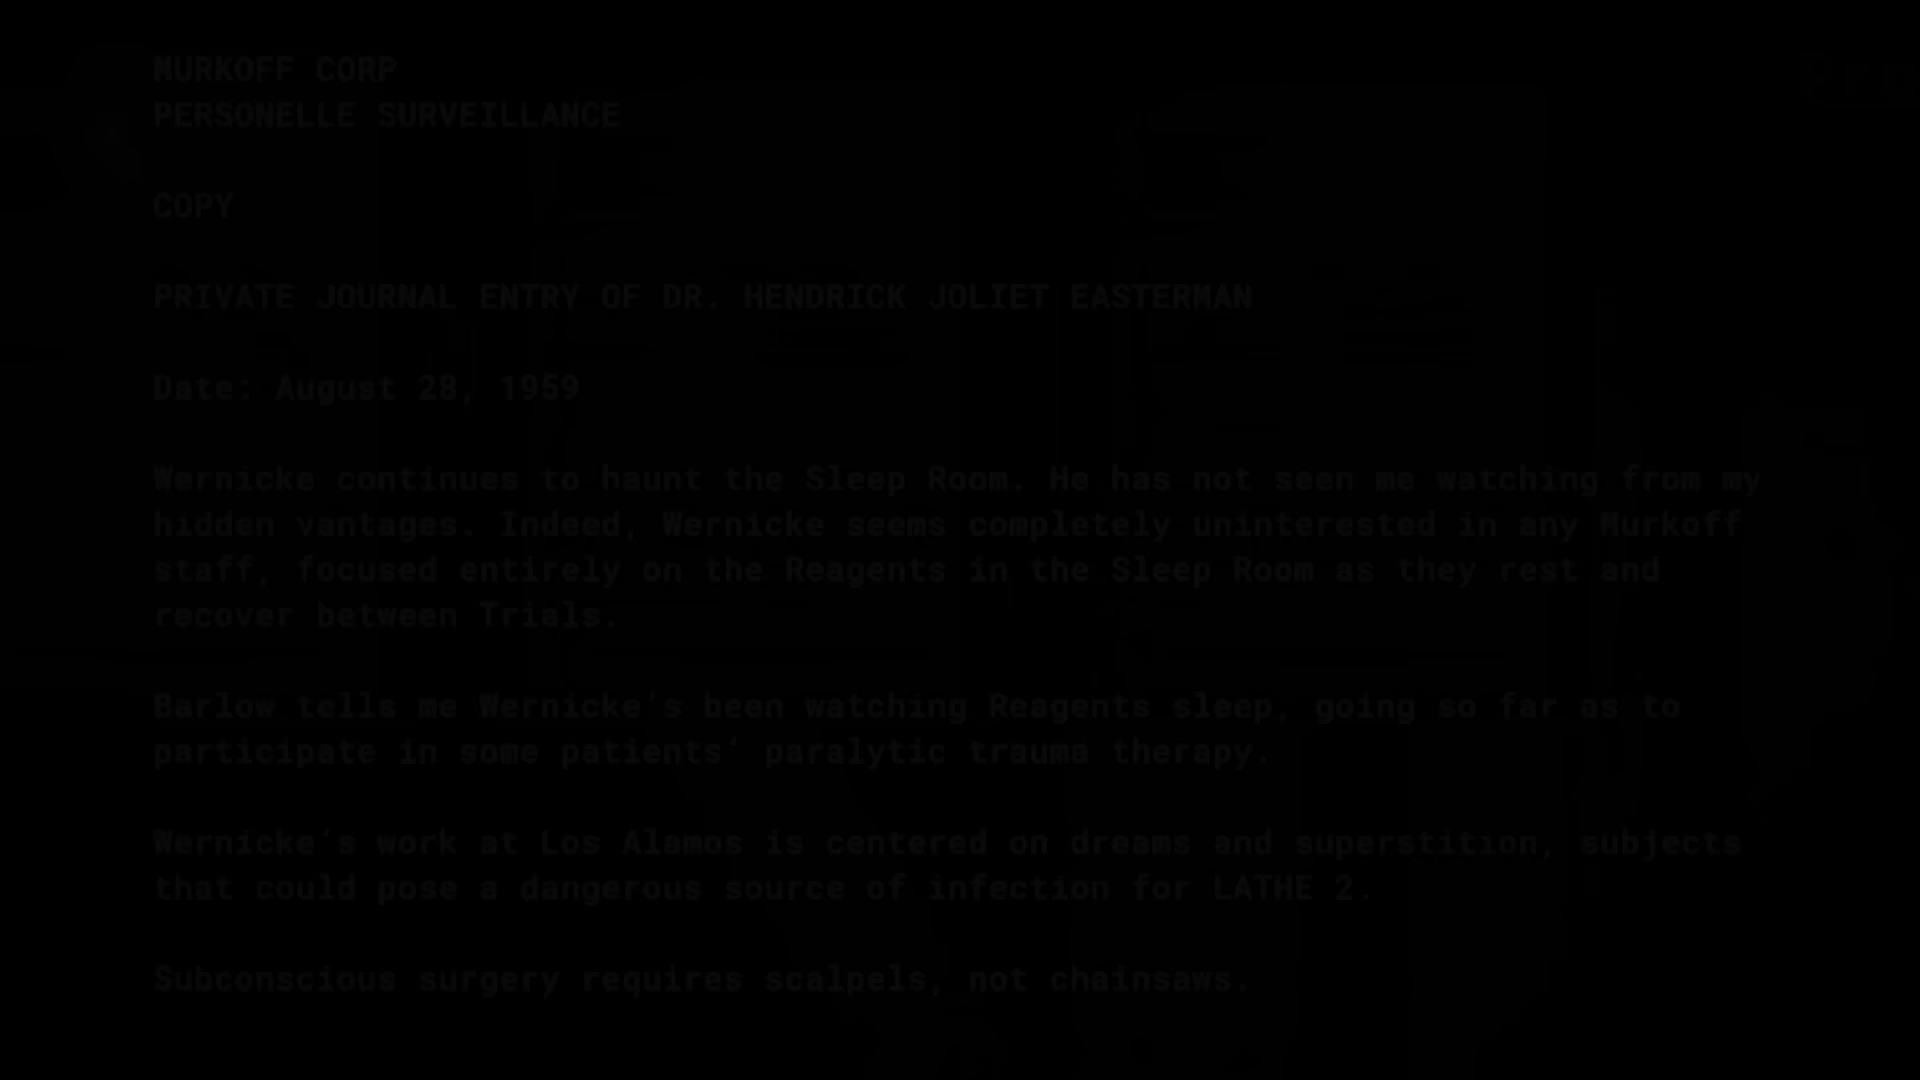 MURKOFF CORP
PERSONELLE SURVEILLANCE
COPY
PRIVATE JOURNAL ENTRY OF DR. HENDRICK JOLIET EASTERMAN
Date: August 28, 1959
Wernicke continues to haunt the Sleep Room. He has not seen me watching from my
hidden vantages. Indeed, Wernicke seems completely uninterested in any Murkoff
staff, focused entirely on the Reagents in the Sleep Room as they rest and
recover between Trials.
Barlow tells me Wernicke's been watching Reagents sleep, going so far as to
participate in some patients' paralytic trauma therapy.
Wernicke's work at Los Alamos is centered on dreams and superstition, subjects
that could pose a dangerous source of infection for LATHE 2.
Subconscious surgery requires scalpels, not chainsaws.